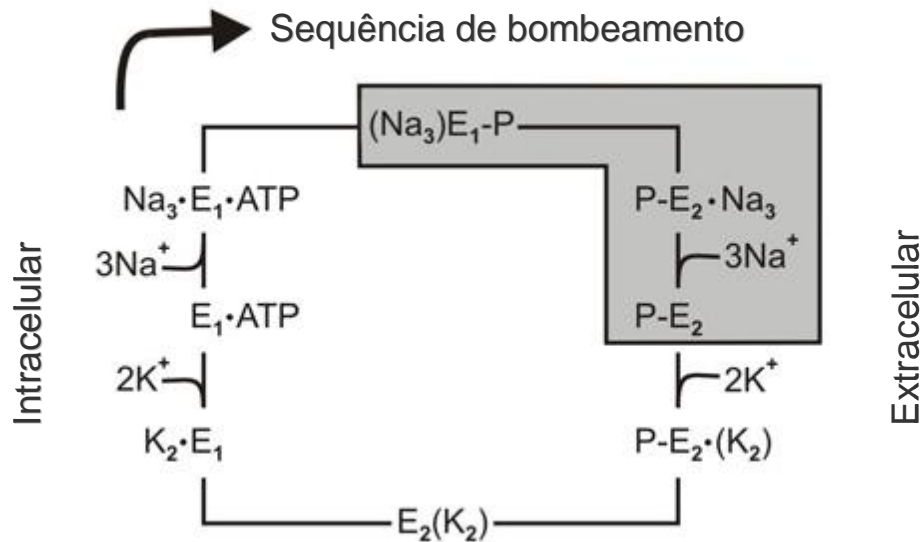 Sequência de bombeamento
(Na₃)E₁-P
Na₃·E₁·ATP
P-E₂·Na₃
3Na⁺
3Na⁺
E₁·ATP
P-E₂
2K⁺
2K⁺
K₂·E₁
P-E₂·(K₂)
E₂(K₂)
Intracelular
Extracelular